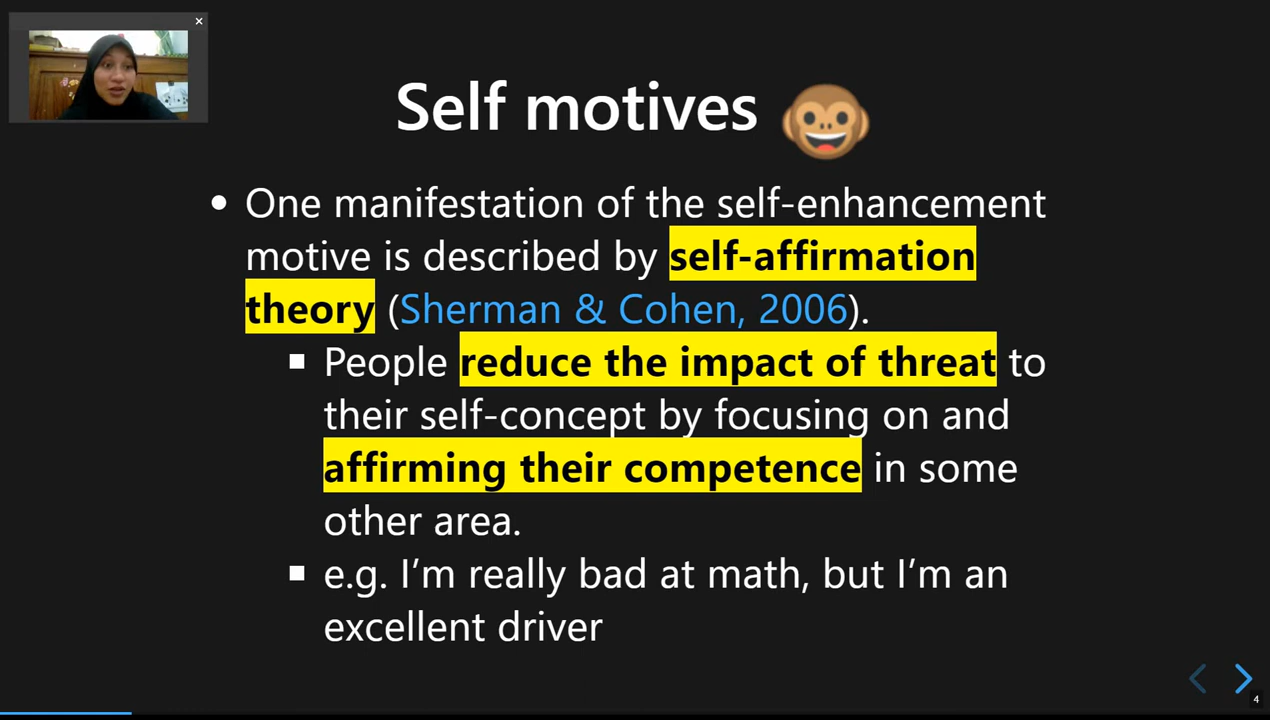 Self motives
One manifestation of the self-enhancement
motive is described by self-affirmation
theory (Sherman & Cohen, 2006).
People reduce the impact of threat to
their self-concept by focusing on and
affirming their competence in some
other area.
e.g. I’m really bad at math, but I’m an
excellent driver
4